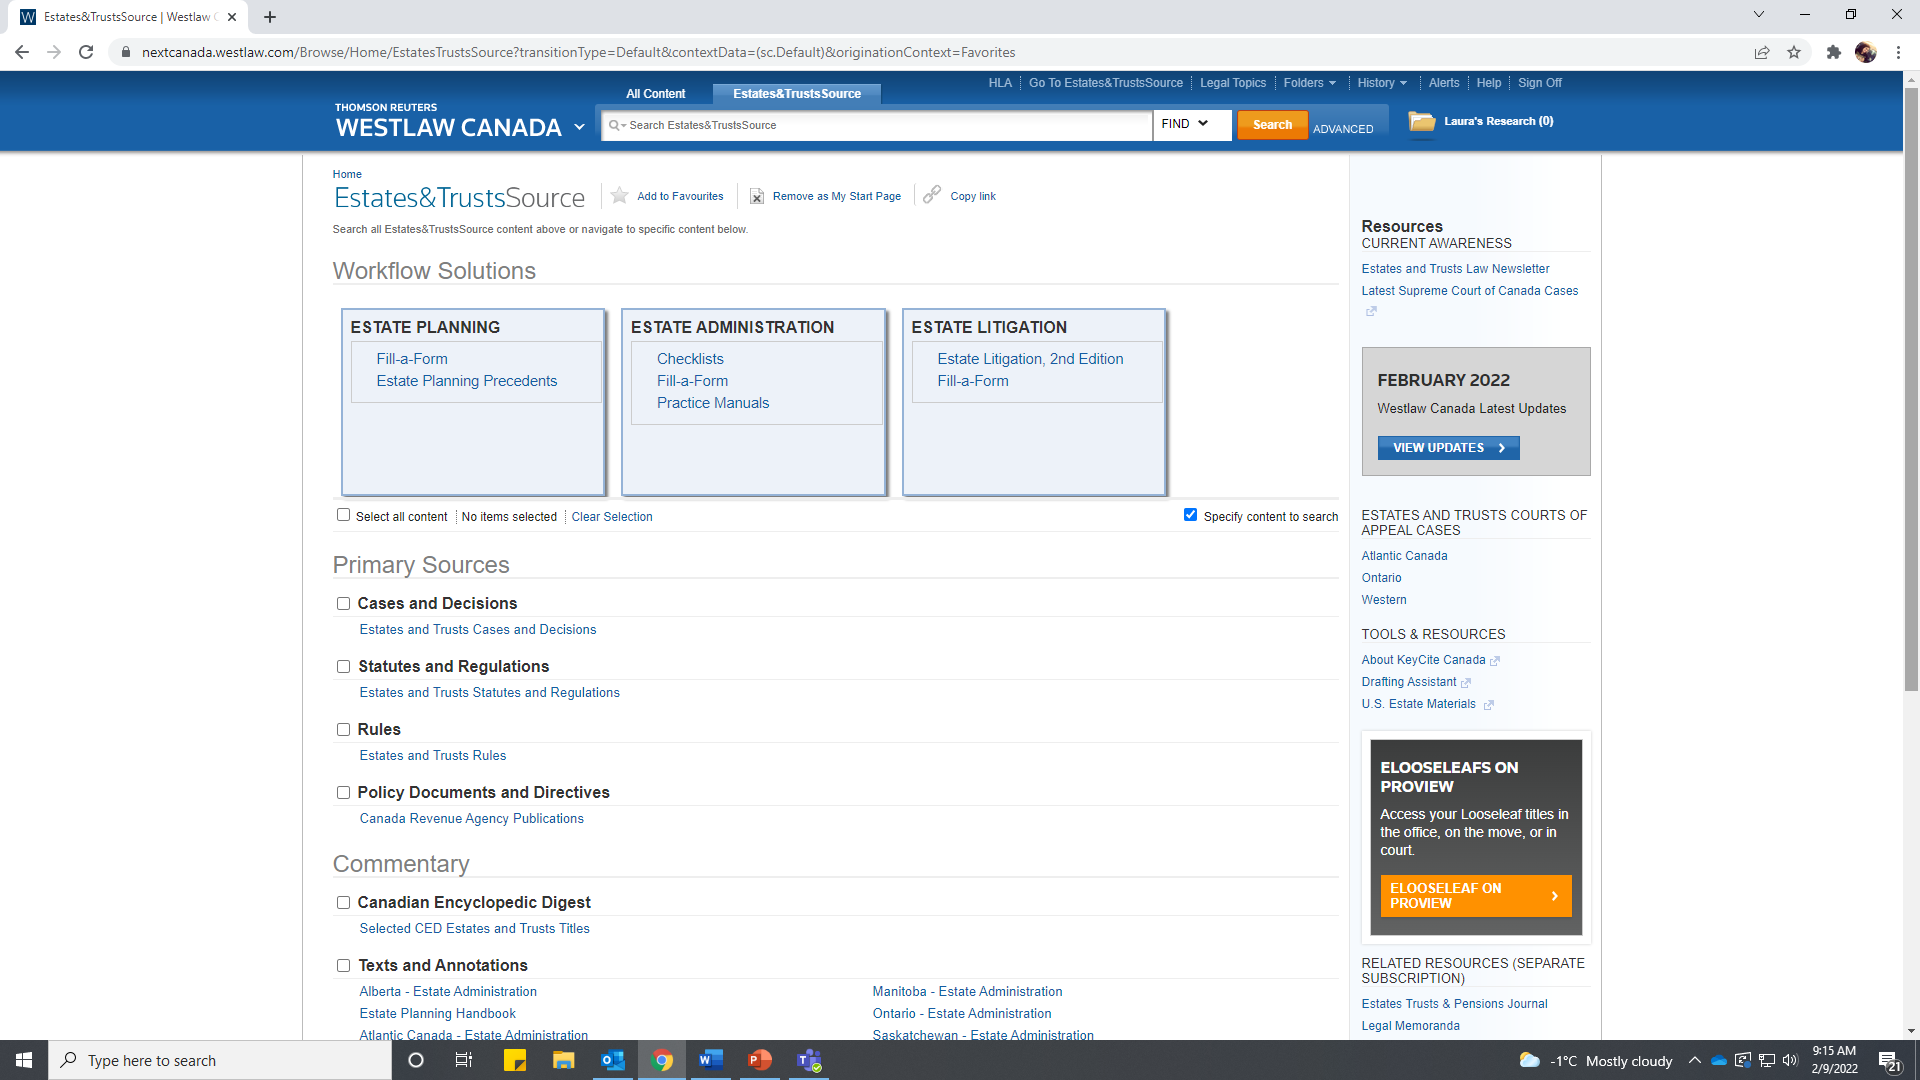 Estates&TrustsSource | Westlaw C
nextcanada.westlaw.com/Browse/Home/EstatesTrustsSource?transitionType=Default&contextData=(sc.Default)&originationContext=Favorites
HLA
Go To Estates&TrustsSource
Legal Topics
Folders
History
Alerts
Help
Sign Off
All Content
Estates&TrustsSource
THOMSON REUTERS
WESTLAW CANADA
Search Estates&TrustsSource
FIND
Search
ADVANCED
Laura's Research (0)
Home
Estates&TrustsSource
Add to Favourites
Remove as My Start Page
Copy link
Search all Estates&TrustsSource content above or navigate to specific content below.
Workflow Solutions
ESTATE PLANNING
Fill-a-Form
Estate Planning Precedents
ESTATE ADMINISTRATION
Checklists
Fill-a-Form
Practice Manuals
ESTATE LITIGATION
Estate Litigation, 2nd Edition
Fill-a-Form
Select all content
No items selected
Clear Selection
Specify content to search
Primary Sources
Cases and Decisions
Estates and Trusts Cases and Decisions
Statutes and Regulations
Estates and Trusts Statutes and Regulations
Rules
Estates and Trusts Rules
Policy Documents and Directives
Canada Revenue Agency Publications
Commentary
Canadian Encyclopedic Digest
Selected CED Estates and Trusts Titles
Texts and Annotations
Alberta - Estate Administration
Manitoba - Estate Administration
Estate Planning Handbook
Ontario - Estate Administration
Atlantic Canada - Estate Administration
Saskatchewan - Estate Administration
Resources
CURRENT AWARENESS
Estates and Trusts Law Newsletter
Latest Supreme Court of Canada Cases
FEBRUARY 2022
Westlaw Canada Latest Updates
VIEW UPDATES
ESTATES AND TRUSTS COURTS OF
APPEAL CASES
Atlantic Canada
Ontario
Western
TOOLS & RESOURCES
About KeyCite Canada
Drafting Assistant
U.S. Estate Materials
ELOOSELEAFS ON
PROVIEW
Access your Looseleaf titles in
the office, on the move, or in
court.
ELOOSELEAF ON
PROVIEW
RELATED RESOURCES (SEPARATE
SUBSCRIPTION)
Estates Trusts & Pensions Journal
Legal Memoranda
Type here to search
-1°C Mostly cloudy
9:15 AM
2/9/2022
21